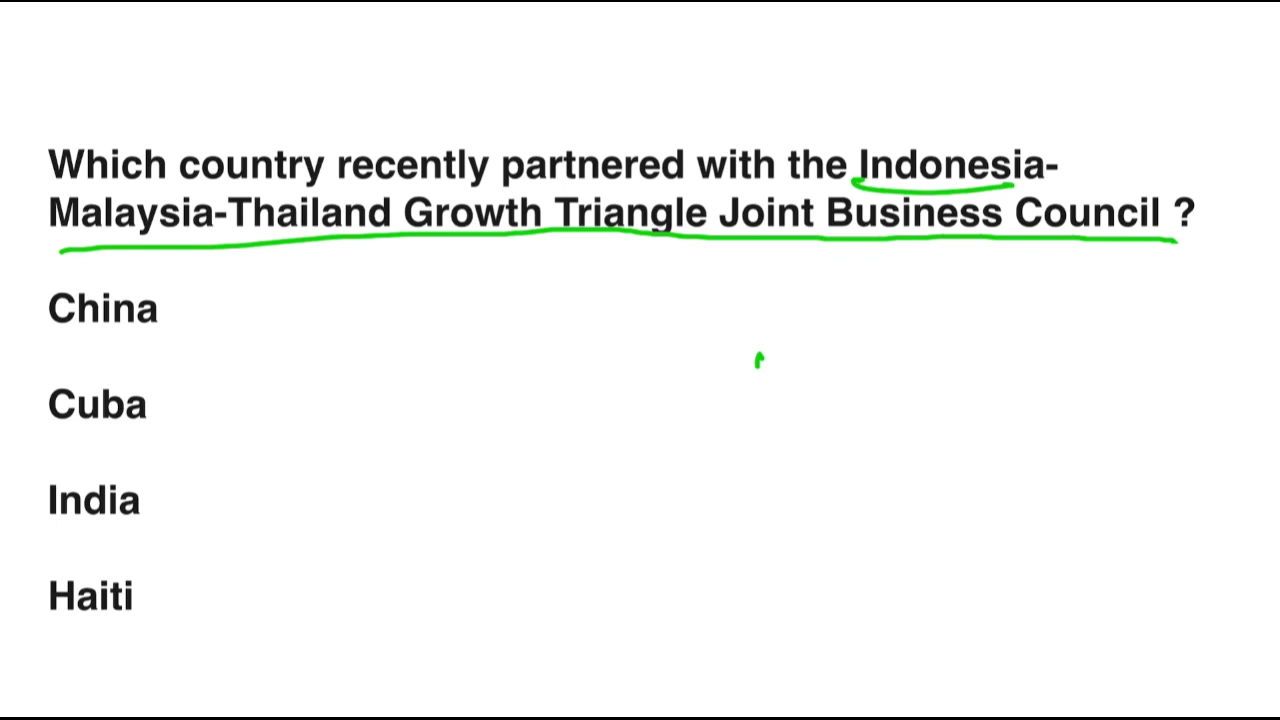 Which country recently partnered with the Indonesia-
Malaysia-Thailand Growth Triangle Joint Business Council ?
China
Cuba
India
Haiti